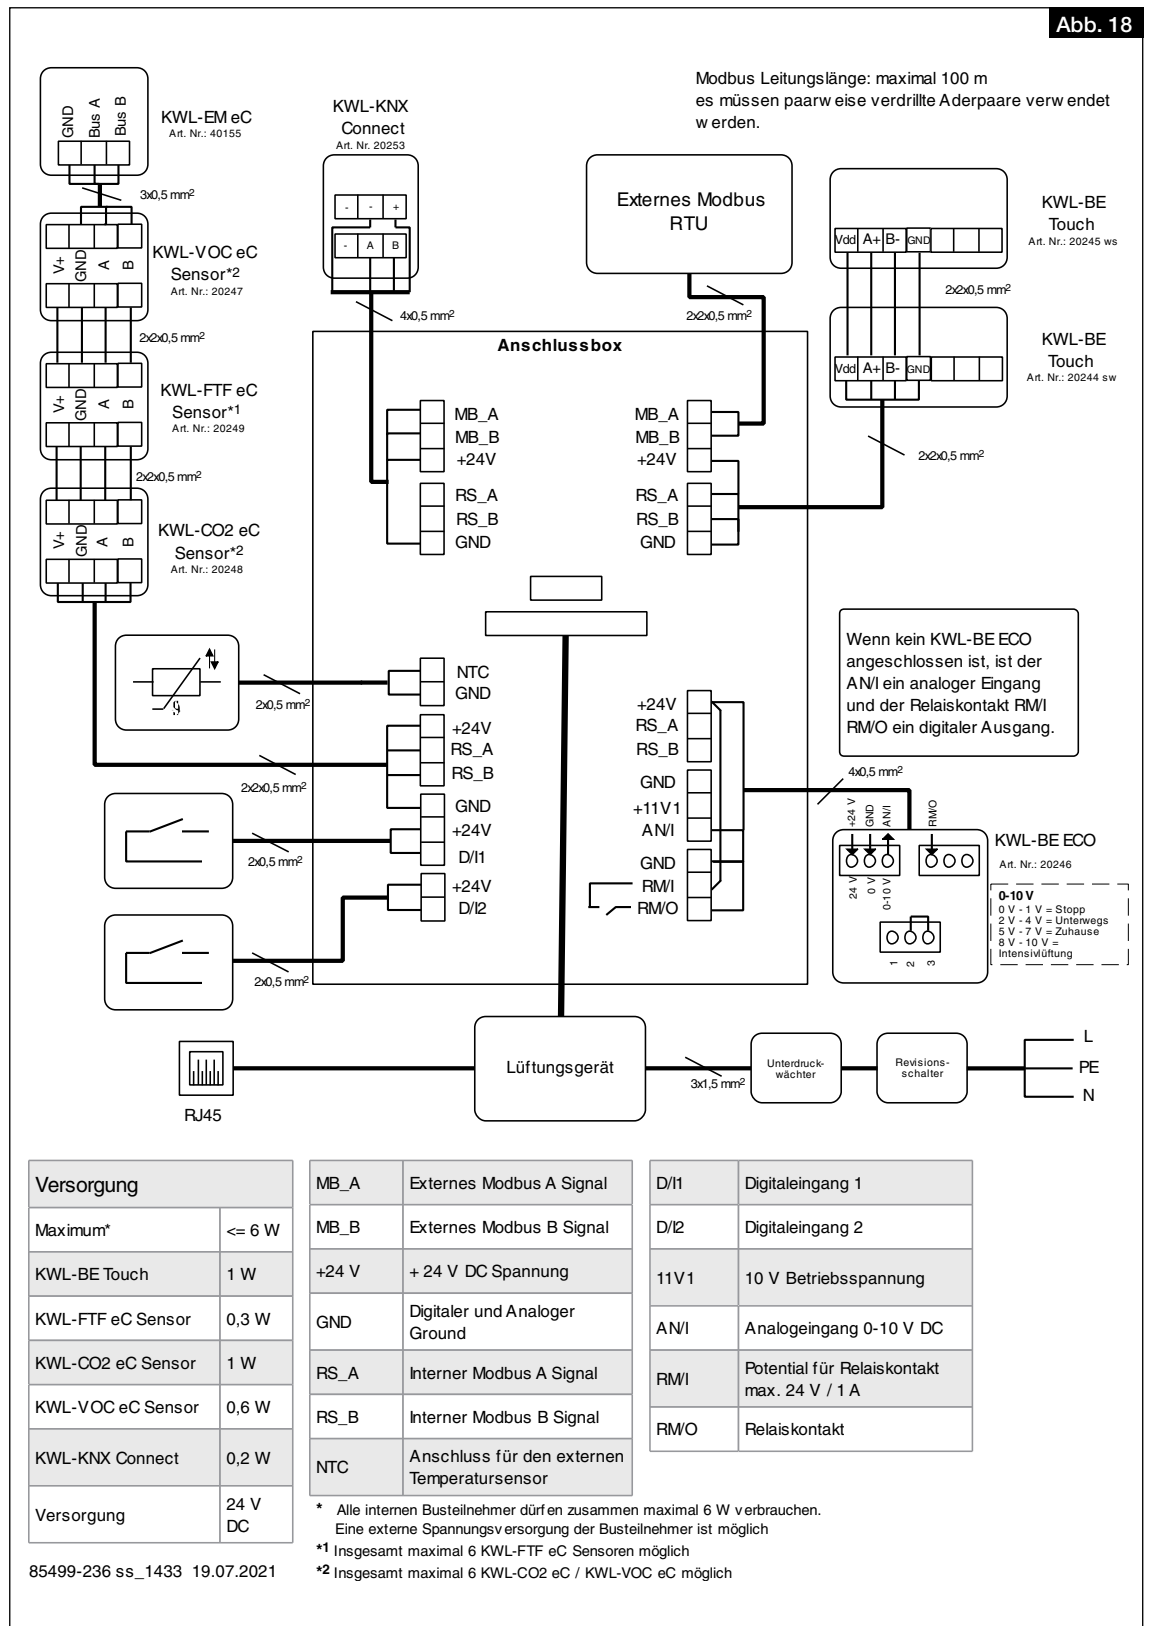 Abb. 18
Modbus Leitungslänge: maximal 100 m
es müssen paarweise verdrillte Aderpaare verwendet
werden.
GND
Bus A
Bus B
KWL-EM eC
Art. Nr.: 40155
3x0,5 mm²
V+
GND
A
B
KWL-VOC eC
Sensor*2
Art. Nr.: 20247
2x2x0,5 mm²
V+
GND
A
B
KWL-FTF eC
Sensor*1
Art. Nr.: 20249
2x2x0,5 mm²
V+
GND
A
B
KWL-CO2 eC
Sensor*2
Art. Nr.: 20248
KWL-KNX
Connect
Art. Nr. 20253
- - +
- A B
4x0,5 mm²
Externes Modbus
RTU
2x2x0,5 mm²
Vdd A+ B- GND
KWL-BE
Touch
Art. Nr.: 20245 ws
2x2x0,5 mm²
Vdd A+ B- GND
KWL-BE
Touch
Art. Nr.: 20244 sw
2x2x0,5 mm²
Anschlussbox
MB_A
MB_B
+24V
RS_A
RS_B
GND
MB_A
MB_B
+24V
RS_A
RS_B
GND
ϑ
2x0,5 mm²
NTC
GND
+24V
RS_A
RS_B
2x2x0,5 mm²
GND
+24V
D/I1
2x0,5 mm²
+24V
D/I2
2x0,5 mm²
+24V
RS_A
RS_B
GND
+11V1
AN/I
GND
RM/I
RM/O
Wenn kein KWL-BE ECO
angeschlossen ist, ist der
AN/I ein analoger Eingang
und der Relaiskontakt RM/I
RM/O ein digitaler Ausgang.
4x0,5 mm²
+24 V
GND
AN/I
RM/O
24 V
0 V
0-10 V
1
2
3
KWL-BE ECO
Art. Nr.: 20246
0-10 V
0 V - 1 V = Stopp
2 V - 4 V = Unterwegs
5 V - 7 V = Zuhause
8 V - 10 V =
Intensivlüftung
RJ45
Lüftungsgerät
3x1,5 mm²
Unterdruck-
wächter
Revisions-
schalter
L
PE
N
Versorgung
Maximum* <= 6 W
KWL-BE Touch 1 W
KWL-FTF eC Sensor 0,3 W
KWL-CO2 eC Sensor 1 W
KWL-VOC eC Sensor 0,6 W
KWL-KNX Connect 0,2 W
Versorgung 24 V
DC
MB_A Externes Modbus A Signal
MB_B Externes Modbus B Signal
+24 V + 24 V DC Spannung
GND Digitaler und Analoger
Ground
RS_A Interner Modbus A Signal
RS_B Interner Modbus B Signal
NTC Anschluss für den externen
Temperatursensor
D/I1 Digitaleingang 1
D/I2 Digitaleingang 2
11V1 10 V Betriebsspannung
AN/I Analogeingang 0-10 V DC
RM/I Potential für Relaiskontakt
max. 24 V / 1 A
RM/O Relaiskontakt
* Alle internen Busteilnehmer dürfen zusammen maximal 6 W verbrauchen.
Eine externe Spannungsversorgung der Busteilnehmer ist möglich
*1 Insgesamt maximal 6 KWL-FTF eC Sensoren möglich
*2 Insgesamt maximal 6 KWL-CO2 eC / KWL-VOC eC möglich
85499-236 ss_1433 19.07.2021